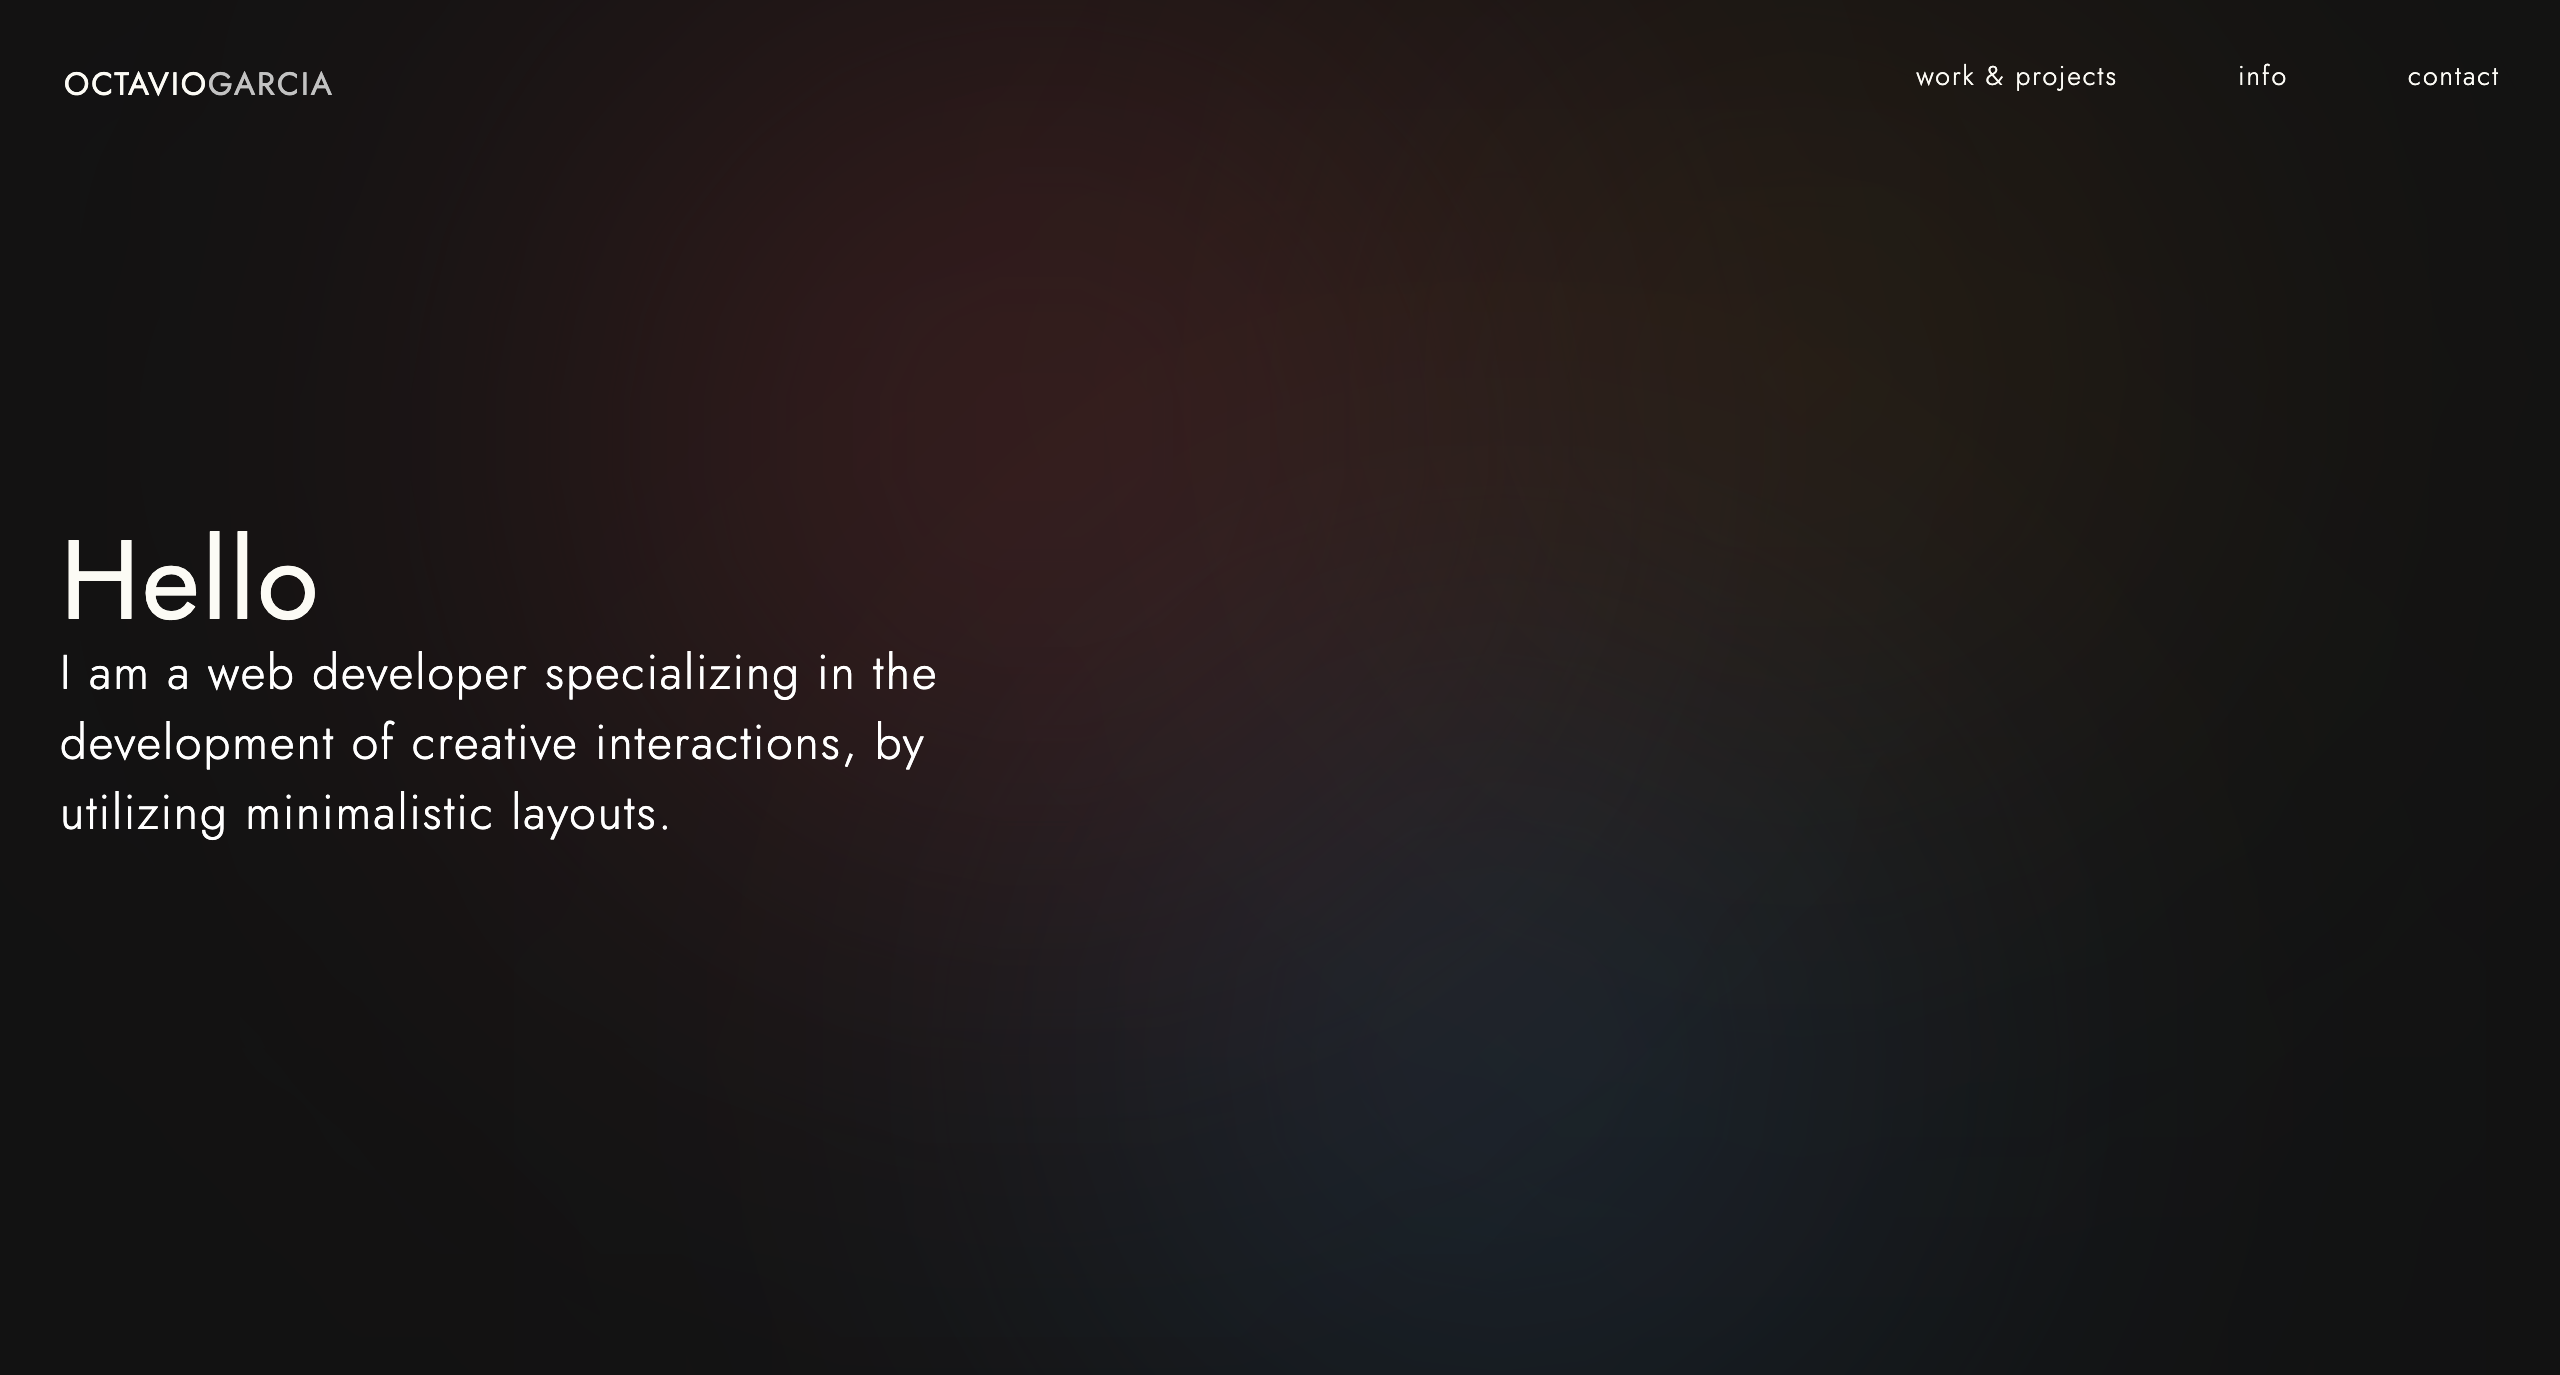 OCTAVIOGARCIA
work & projects
info
contact
Hello
I am a web developer specializing in the
development of creative interactions, by
utilizing minimalistic layouts.